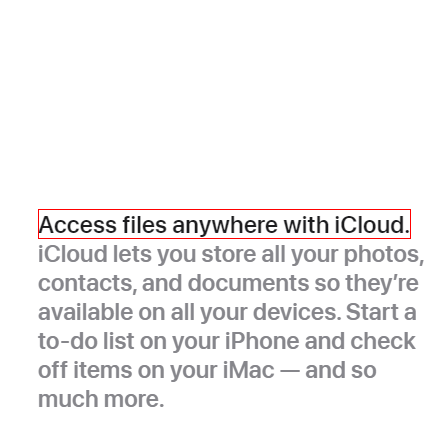 Access files anywhere with iCloud.
iCloud lets you store all your photos,
contacts, and documents so they're
available on all your devices. Start a
to-do list on your iPhone and check
off items on your iMac — and so
much more.